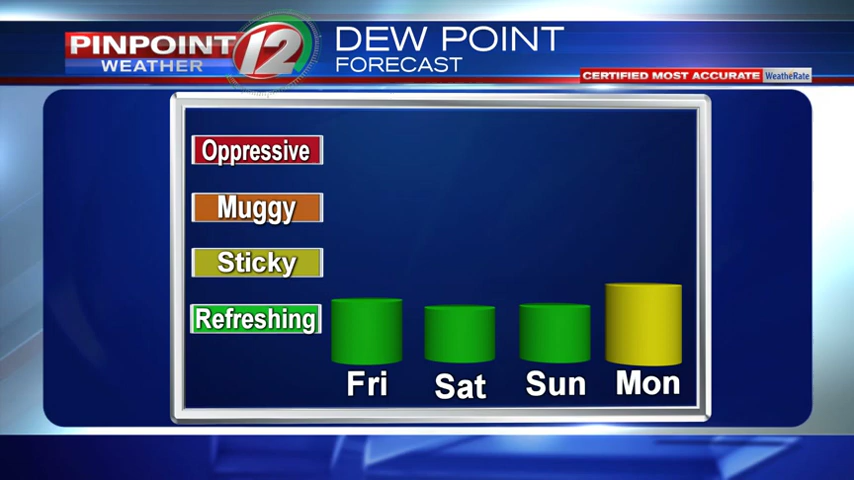 PINPOINT 12
WEATHER
DEW POINT
FORECAST
CERTIFIED MOST ACCURATE WeatheRate
Oppressive
Muggy
Sticky
Refreshing
Fri Sat Sun Mon